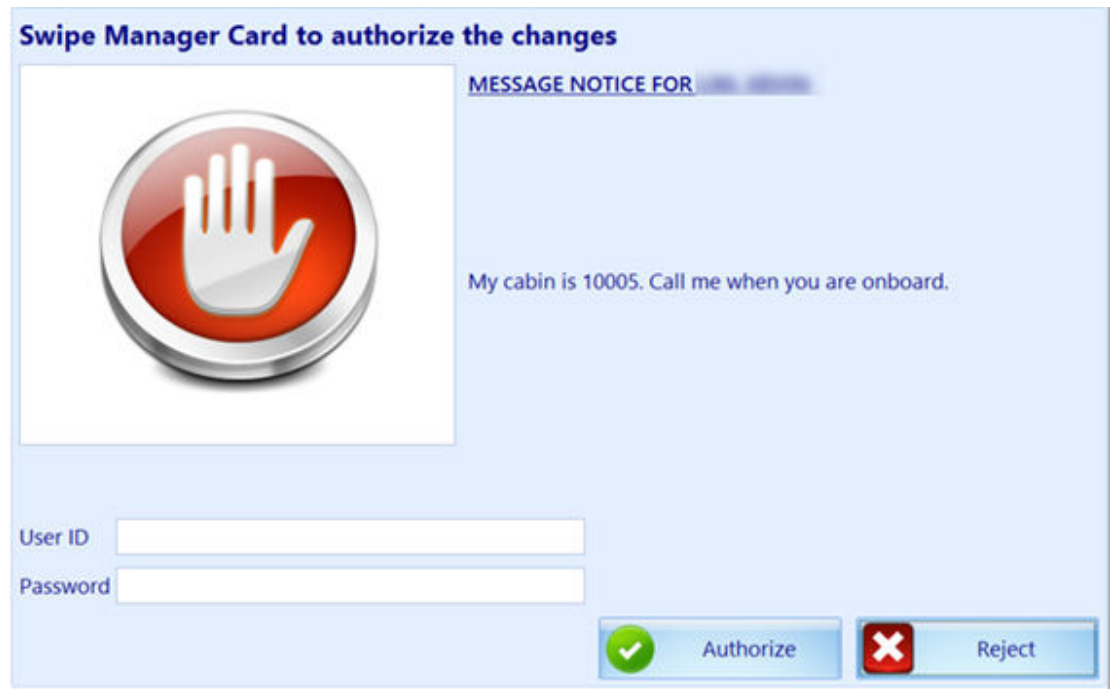 Swipe Manager Card to authorize the changes
MESSAGE NOTICE FOR
My cabin is 10005. Call me when you are onboard.
User ID
Password
Authorize
Reject